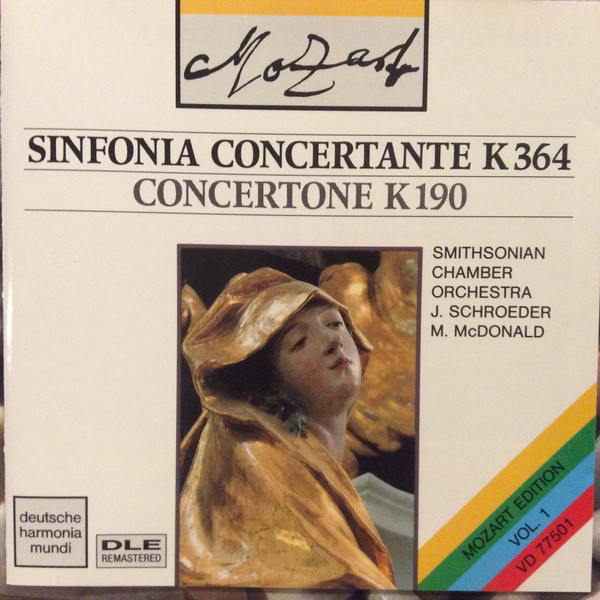 Mozart
SINFONIA CONCERTANTE K 364
CONCERTONE K 190
SMITHSONIAN
CHAMBER
ORCHESTRA
J. SCHROEDER
M. McDONALD
MOZART EDITION
VOL. 1
VD 77501
deutsche
harmonia
mundi
DLE
REMASTERED